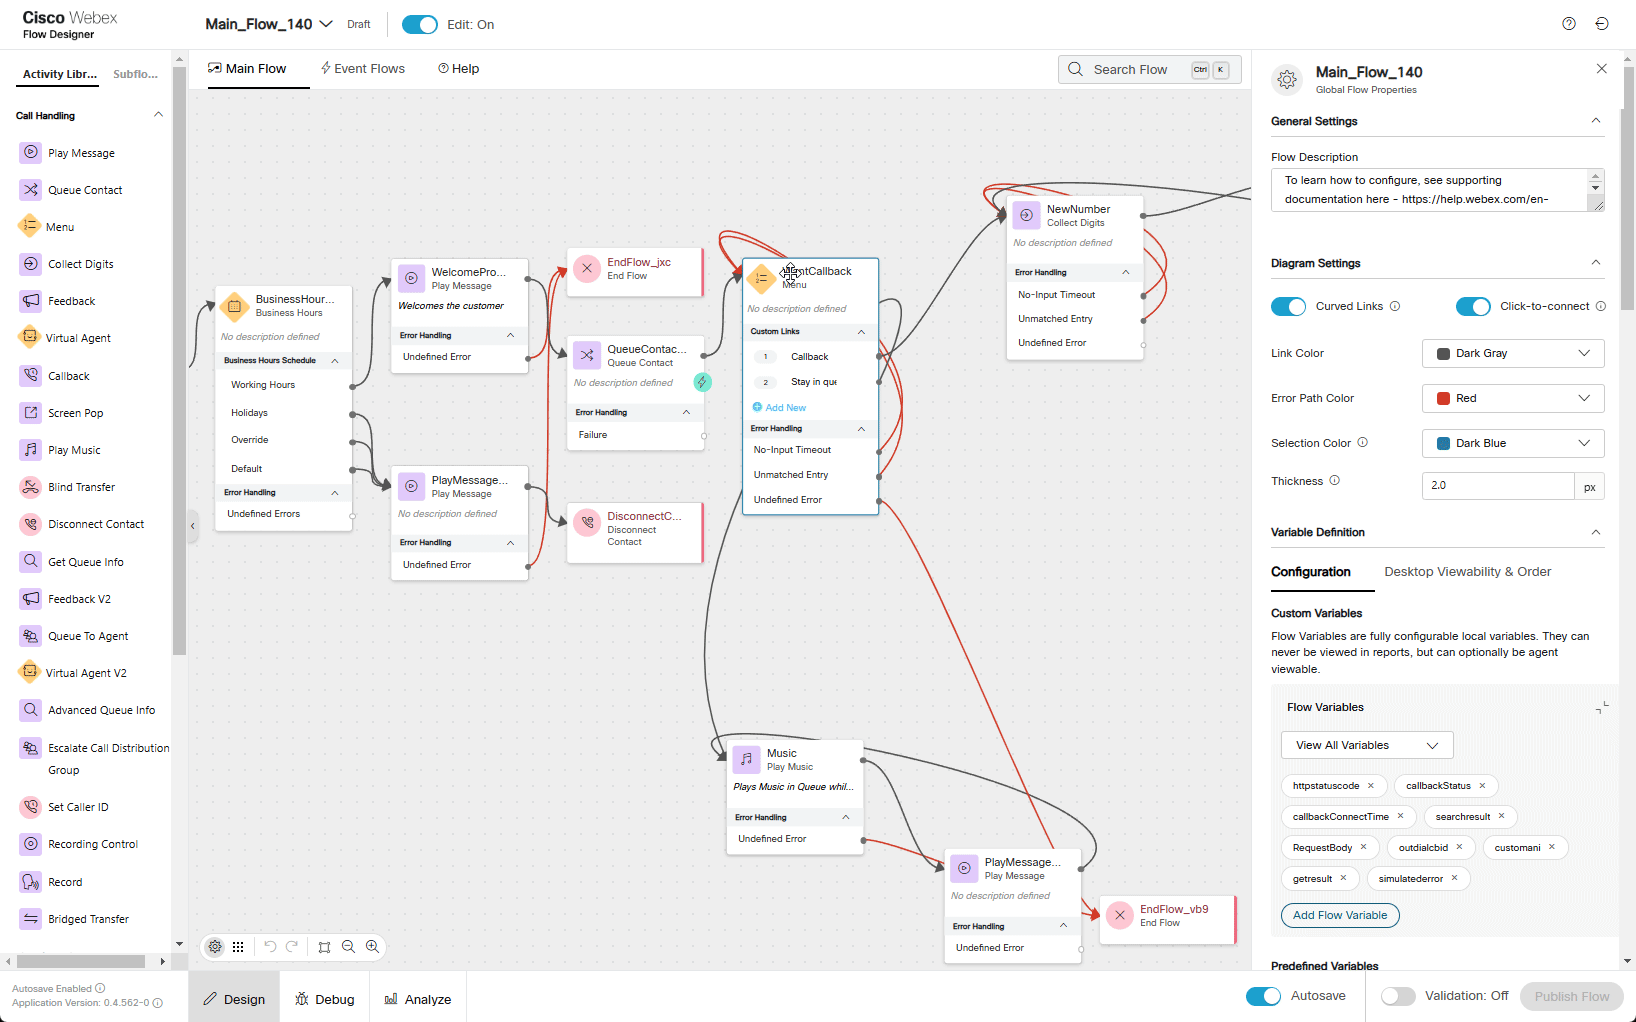 Cisco Webex
Flow Designer
Main_Flow_140
Draft
Edit: On
Activity Libr...
Subflo...
Main Flow
Event Flows
Help
Search Flow
Ctrl
K
Call Handling
Play Message
Queue Contact
Menu
Collect Digits
Feedback
Virtual Agent
Callback
Screen Pop
Play Music
Blind Transfer
Disconnect Contact
Get Queue Info
Feedback V2
Queue To Agent
Virtual Agent V2
Advanced Queue Info
Escalate Call Distribution
Group
Set Caller ID
Recording Control
Record
Bridged Transfer
BusinessHour...
Business Hours
No description defined
Business Hours Schedule
Working Hours
Holidays
Override
Default
Error Handling
Undefined Errors
WelcomePro...
Play Message
Welcomes the customer
Error Handling
Undefined Error
PlayMessage...
Play Message
No description defined
Error Handling
Undefined Error
EndFlow_jxc
End Flow
QueueContac...
Queue Contact
No description defined
Error Handling
Failure
DisconnectC...
Disconnect
Contact
Menu
No description defined
Custom Links
1
Callback
2
Stay in que
Add New
Error Handling
No-Input Timeout
Unmatched Entry
Undefined Error
NewNumber
Collect Digits
No description defined
Error Handling
No-Input Timeout
Unmatched Entry
Undefined Error
Music
Play Music
Plays Music in Queue whil...
Error Handling
Undefined Error
PlayMessage...
Play Message
No description defined
Error Handling
Undefined Error
EndFlow_vb9
End Flow
Main_Flow_140
Global Flow Properties
General Settings
Flow Description
To learn how to configure, see supporting
documentation here - https://help.webex.com/en-
Diagram Settings
Curved Links
Click-to-connect
Link Color
Dark Gray
Error Path Color
Red
Selection Color
Dark Blue
Thickness
2.0
px
Variable Definition
Configuration
Desktop Viewability & Order
Custom Variables
Flow Variables are fully configurable local variables. They can
never be viewed in reports, but can optionally be agent
viewable.
Flow Variables
View All Variables
httpstatuscode
callbackStatus
callbackConnectTime
searchresult
RequestBody
outdialcbid
customani
getresult
simulatederror
Add Flow Variable
Predefined Variables
Autosave Enabled
Application Version: 0.4.562-0
Design
Debug
Analyze
Autosave
Validation: Off
Publish Flow